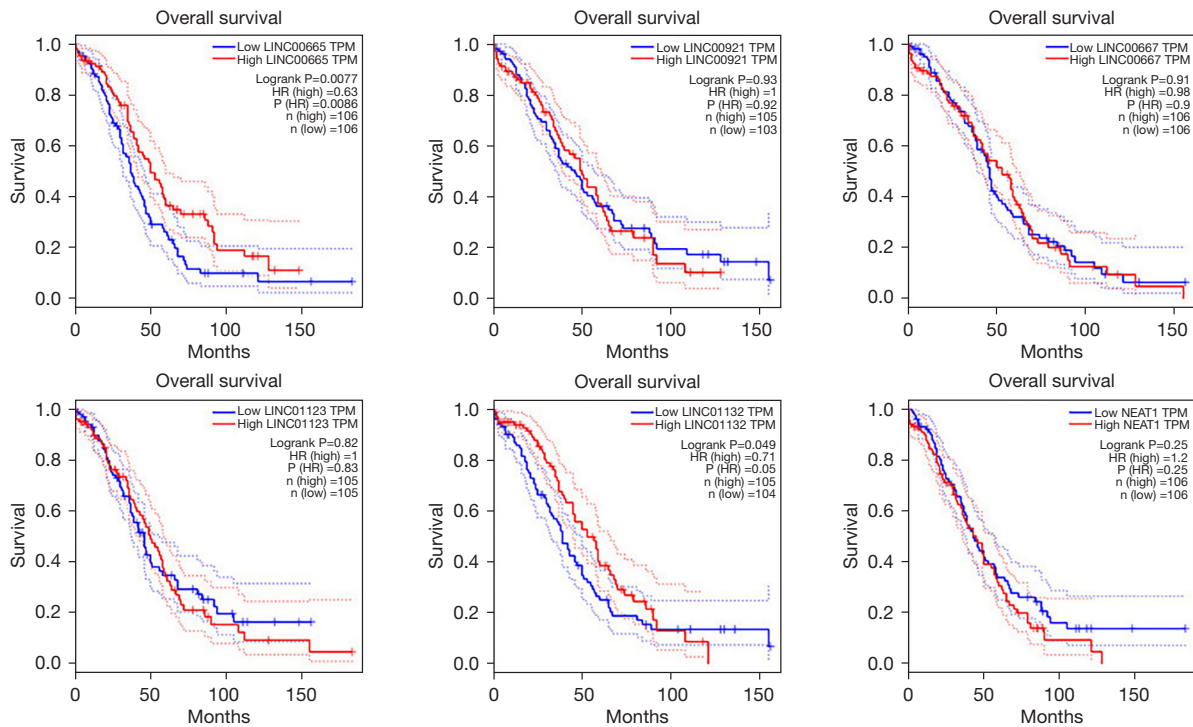 Overall survival
Low LINC00665 TPM
High LINC00665 TPM
Logrank P=0.0077
HR (high) =0.63
P (HR) =0.0086
n (high) =106
n (low) =106
Survival
1.0
0.8
0.6
0.4
0.2
0.0
0 50 100 150
Months
Overall survival
Low LINC00921 TPM
High LINC00921 TPM
Logrank P=0.93
HR (high) =1
P (HR) =0.92
n (high) =105
n (low) =103
Survival
1.0
0.8
0.6
0.4
0.2
0.0
0 50 100 150
Months
Overall survival
Low LINC00667 TPM
High LINC00667 TPM
Logrank P=0.91
HR (high) =0.98
P (HR) =0.9
n (high) =106
n (low) =106
Survival
1.0
0.8
0.6
0.4
0.2
0.0
0 50 100 150
Months
Overall survival
Low LINC01123 TPM
High LINC01123 TPM
Logrank P=0.82
HR (high) =1
P (HR) =0.83
n (high) =105
n (low) =105
Survival
1.0
0.8
0.6
0.4
0.2
0.0
0 50 100 150
Months
Overall survival
Low LINC01132 TPM
High LINC01132 TPM
Logrank P=0.049
HR (high) =0.71
P (HR) =0.05
n (high) =105
n (low) =104
Survival
1.0
0.8
0.6
0.4
0.2
0.0
0 50 100 150
Months
Overall survival
Low NEAT1 TPM
High NEAT1 TPM
Logrank P=0.25
HR (high) =1.2
P (HR) =0.25
n (high) =106
n (low) =106
Survival
1.0
0.8
0.6
0.4
0.2
0.0
0 50 100 150
Months